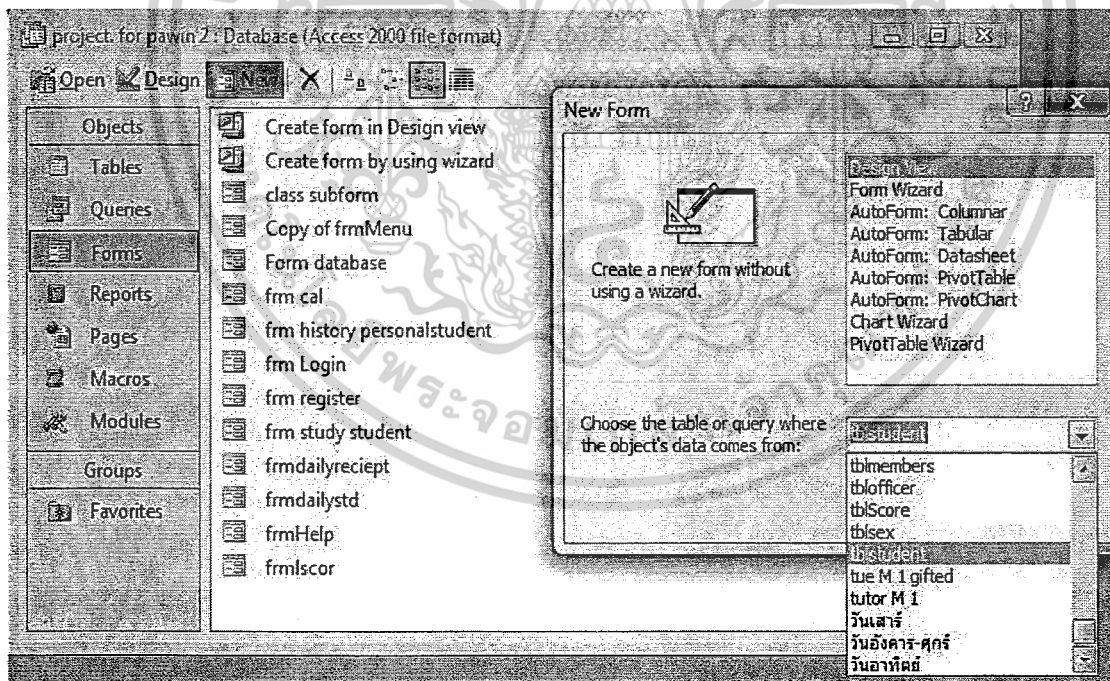 project. for pawin2 : Database (Access 2000 file format)
Open Design New
Objects
Tables
Queries
Forms
Reports
Pages
Macros
Modules
Groups
Favorites
Create form in Design view
Create form by using wizard
class subform
Copy of frmMenu
Form database
frm cal
frm history personalstudent
frm Login
frm register
frm study student
frmdailyreciept
frmdailystd
frmHelp
frmlscor
New Form
Create a new form without
using a wizard.
Design View
Form Wizard
AutoForm: Columnar
AutoForm: Tabular
AutoForm: Datasheet
AutoForm: PivotTable
AutoForm: PivotChart
Chart Wizard
PivotTable Wizard
Choose the table or query where
the object's data comes from:
tblstudent
tblmembers
tblofficer
tblScore
tblsex
tblstudent
tue M 1 gifted
tutor M 1
วันเสาร์
วันอังคาร-ศุกร์
วันอาทิตย์